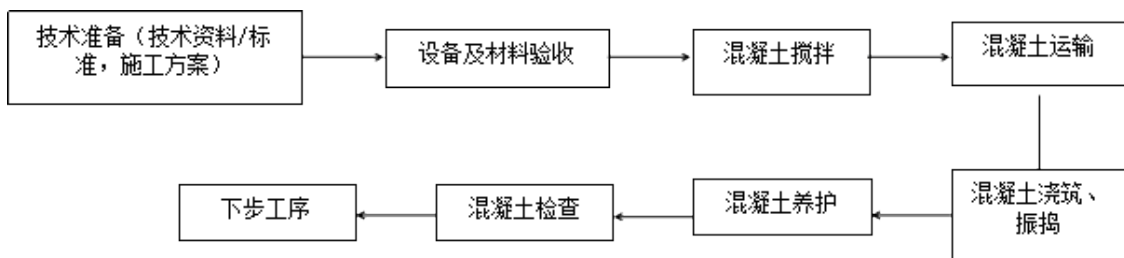 技术准备（技术资料/标
准，施工方案）
设备及材料验收
混凝土搅拌
混凝土运输
混凝土浇筑、
振捣
混凝土养护
混凝土检查
下步工序